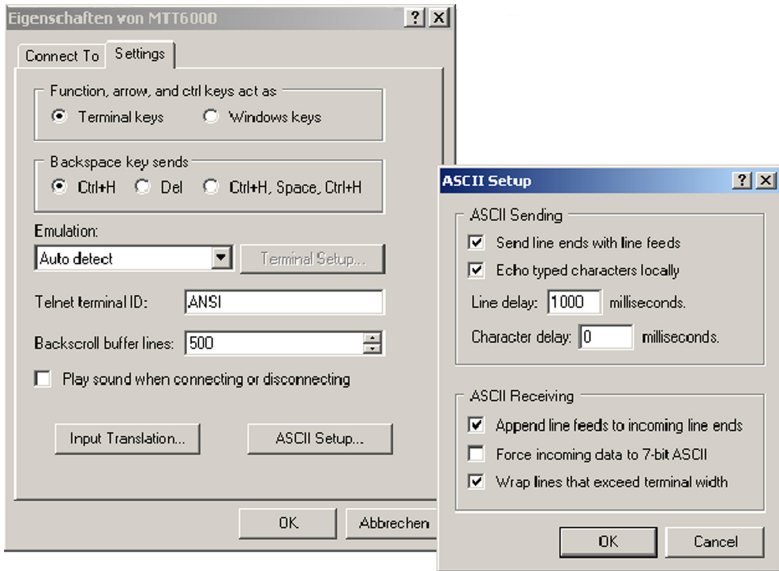 Eigenschaften von MTT6000
Connect To Settings
Function, arrow, and ctrl keys act as
Terminal keys Windows keys
Backspace key sends
Ctrl+H Del Ctrl+H, Space, Ctrl+H
Emulation:
Auto detect Terminal Setup...
Telnet terminal ID: ANSI
Backscroll buffer lines: 500
Play sound when connecting or disconnecting
Input Translation... ASCII Setup...
OK Abbrechen
ASCII Setup
ASCII Sending
Send line ends with line feeds
Echo typed characters locally
Line delay: 1000 milliseconds.
Character delay: 0 milliseconds.
ASCII Receiving
Append line feeds to incoming line ends
Force incoming data to 7-bit ASCII
Wrap lines that exceed terminal width
OK Cancel